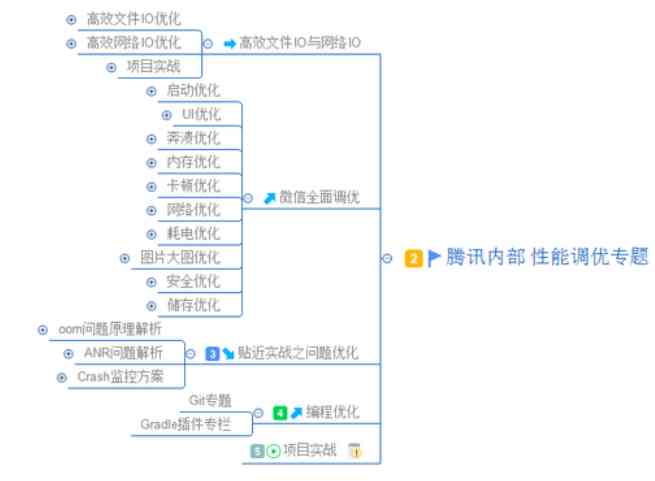 高效文件IO优化
高效网络IO优化
高效文件IO与网络IO
项目实战
启动优化
UI优化
奔溃优化
内存优化
卡顿优化
微信全面调优
网络优化
耗电优化
2 腾讯内部 性能调优专题
图片大图优化
安全优化
储存优化
oom问题原理解析
ANR问题解析
3 贴近实战之问题优化
Crash监控方案
Git专题
4 编程优化
Gradle插件专栏
5 项目实战